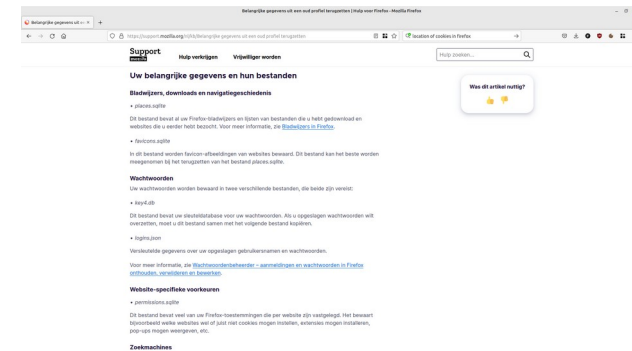 Belangrijke gegevens uit een oud profiel terugzetten | Hulp voor Firefox - Mozilla Firefox
Belangrijke gegevens uit een
https://support.mozilla.org/nl/kb/Belangrijke gegevens uit een oud profiel terugzetten
location of cookies in firefox
Support
mozilla
Hulp verkrijgen
Vrijwilliger worden
Hulp zoeken...
Uw belangrijke gegevens en hun bestanden
Was dit artikel nuttig?
Bladwijzers, downloads en navigatiegeschiedenis
• places.sqlite
Dit bestand bevat al uw Firefox-bladwijzers en lijsten van bestanden die u hebt gedownload en
websites die u eerder hebt bezocht. Voor meer informatie, zie Bladwijzers in Firefox.
• favicons.sqlite
In dit bestand worden favicon-afbeeldingen van websites bewaard. Dit bestand kan het beste worden
meegenomen bij het terugzetten van het bestand places.sqlite.
Wachtwoorden
Uw wachtwoorden worden bewaard in twee verschillende bestanden, die beide zijn vereist:
• key4.db
Dit bestand bevat uw sleuteldatabase voor uw wachtwoorden. Als u opgeslagen wachtwoorden wilt
overzetten, moet u dit bestand samen met het volgende bestand kopiëren.
• logins.json
Versleutelde gegevens over uw opgeslagen gebruikersnamen en wachtwoorden.
Voor meer informatie, zie Wachtwoordenbeheerder – aanmeldingen en wachtwoorden in Firefox
onthouden, verwijderen en bewerken.
Website-specifieke voorkeuren
• permissions.sqlite
Dit bestand bevat veel van uw Firefox-toestemmingen die per website zijn vastgelegd. Het bewaart
bijvoorbeeld welke websites wel of juist niet cookies mogen instellen, extensies mogen installeren,
pop-ups mogen weergeven, etc.
Zoekmachines